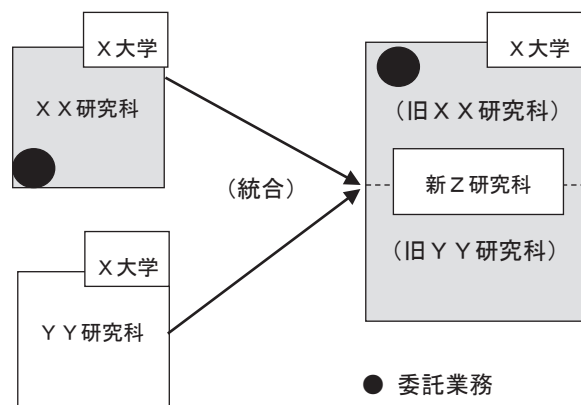 X大学
XX研究科
X大学
YY研究科
(統合)
X大学
(旧XX研究科)
新Z研究科
(旧YY研究科)
● 委託業務